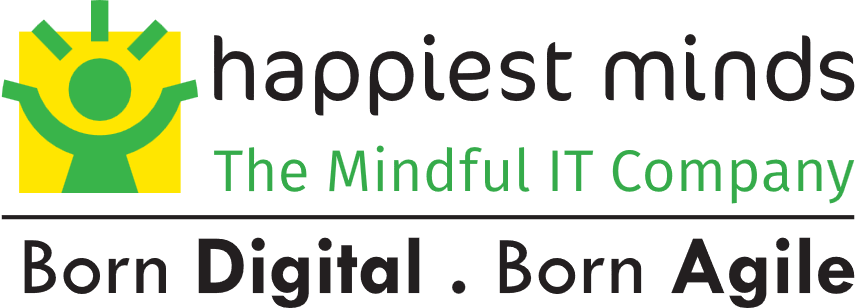 happiest minds
The Mindful IT Company
Born Digital . Born Agile